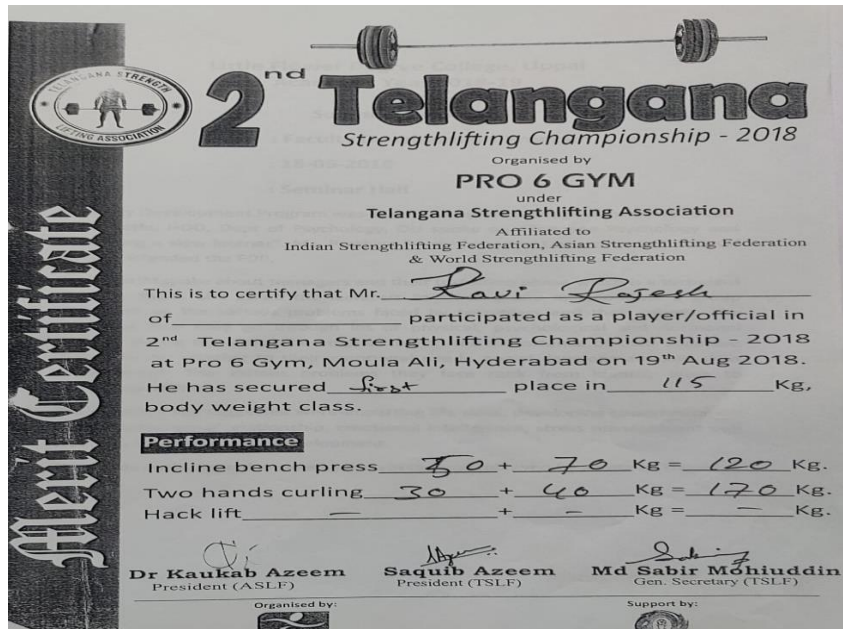 TELANGANA STRENGTH
LIFTING ASSOCIATION
Merit Certificate
2nd Telangana
Strengthlifting Championship - 2018
Organised by
PRO 6 GYM
under
Telangana Strengthlifting Association
Affiliated to
Indian Strengthlifting Federation, Asian Strengthlifting Federation
& World Strengthlifting Federation
This is to certify that Mr. Ravi Rajesh
of participated as a player/official in
2nd Telangana Strengthlifting Championship - 2018
at Pro 6 Gym, Moula Ali, Hyderabad on 19th Aug 2018.
He has secured first place in 115 Kg,
body weight class.
Performance
Incline bench press 50 + 70 Kg = 120 Kg.
Two hands curling 30 + 40 Kg = 170 Kg.
Hack lift - + - Kg = - Kg.
Dr Kaukab Azeem Saquib Azeem Md Sabir Mohiuddin
President (ASLF) President (TSLF) Gen. Secretary (TSLF)
Organised by: Support by: